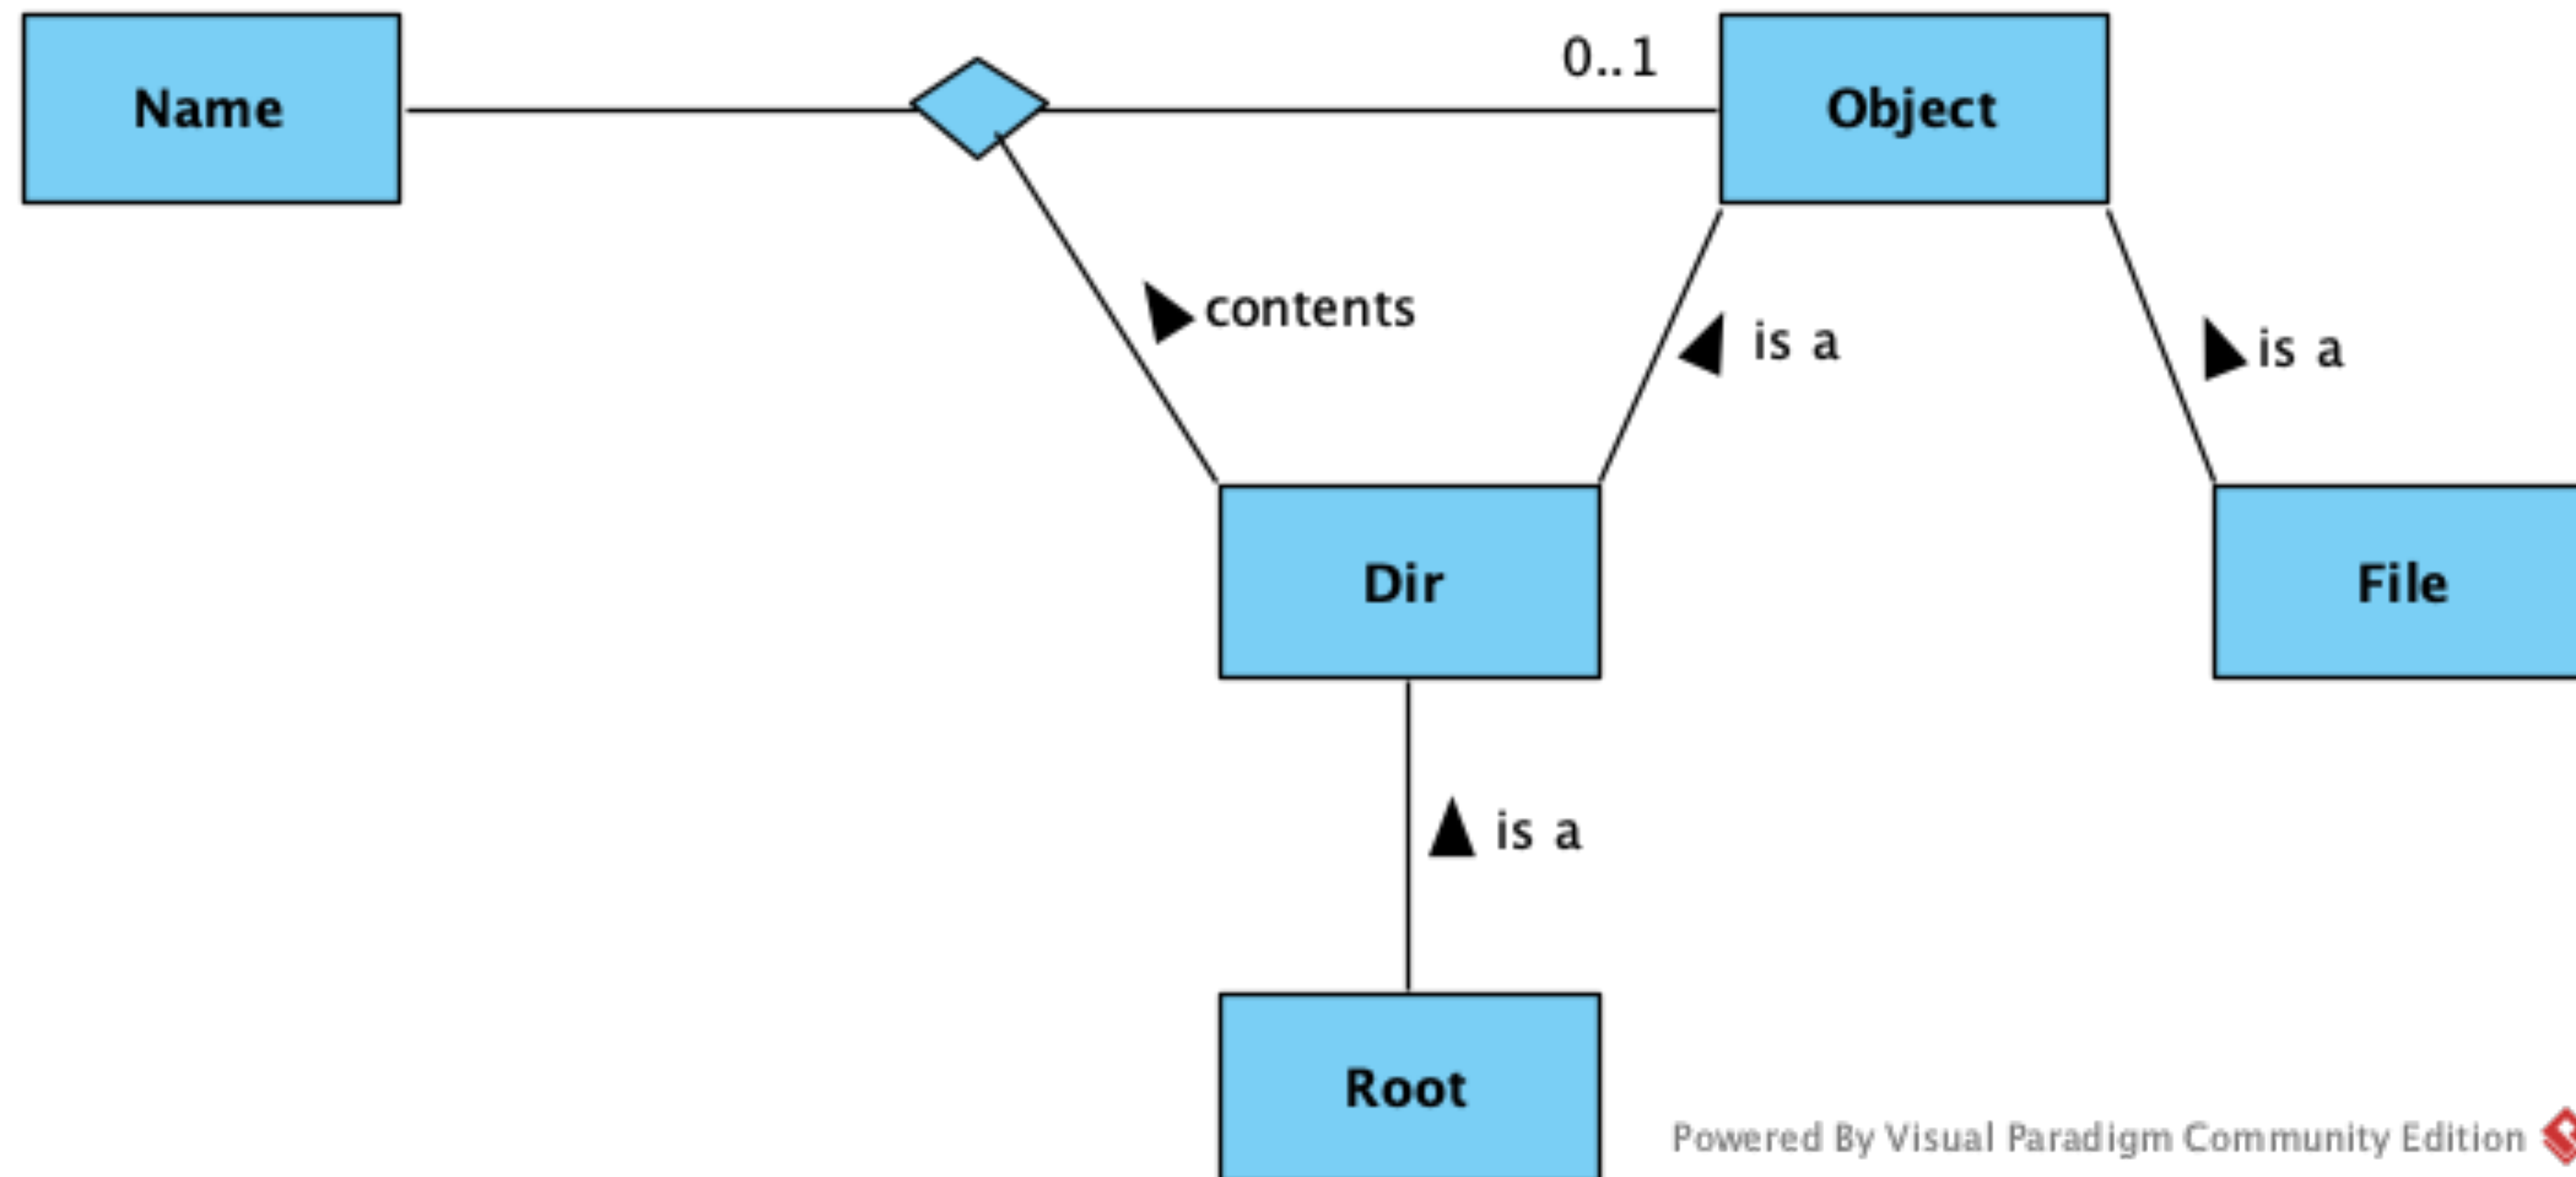 Name
0..1
Object
contents
is a
is a
Dir
File
is a
Root
Powered By Visual Paradigm Community Edition